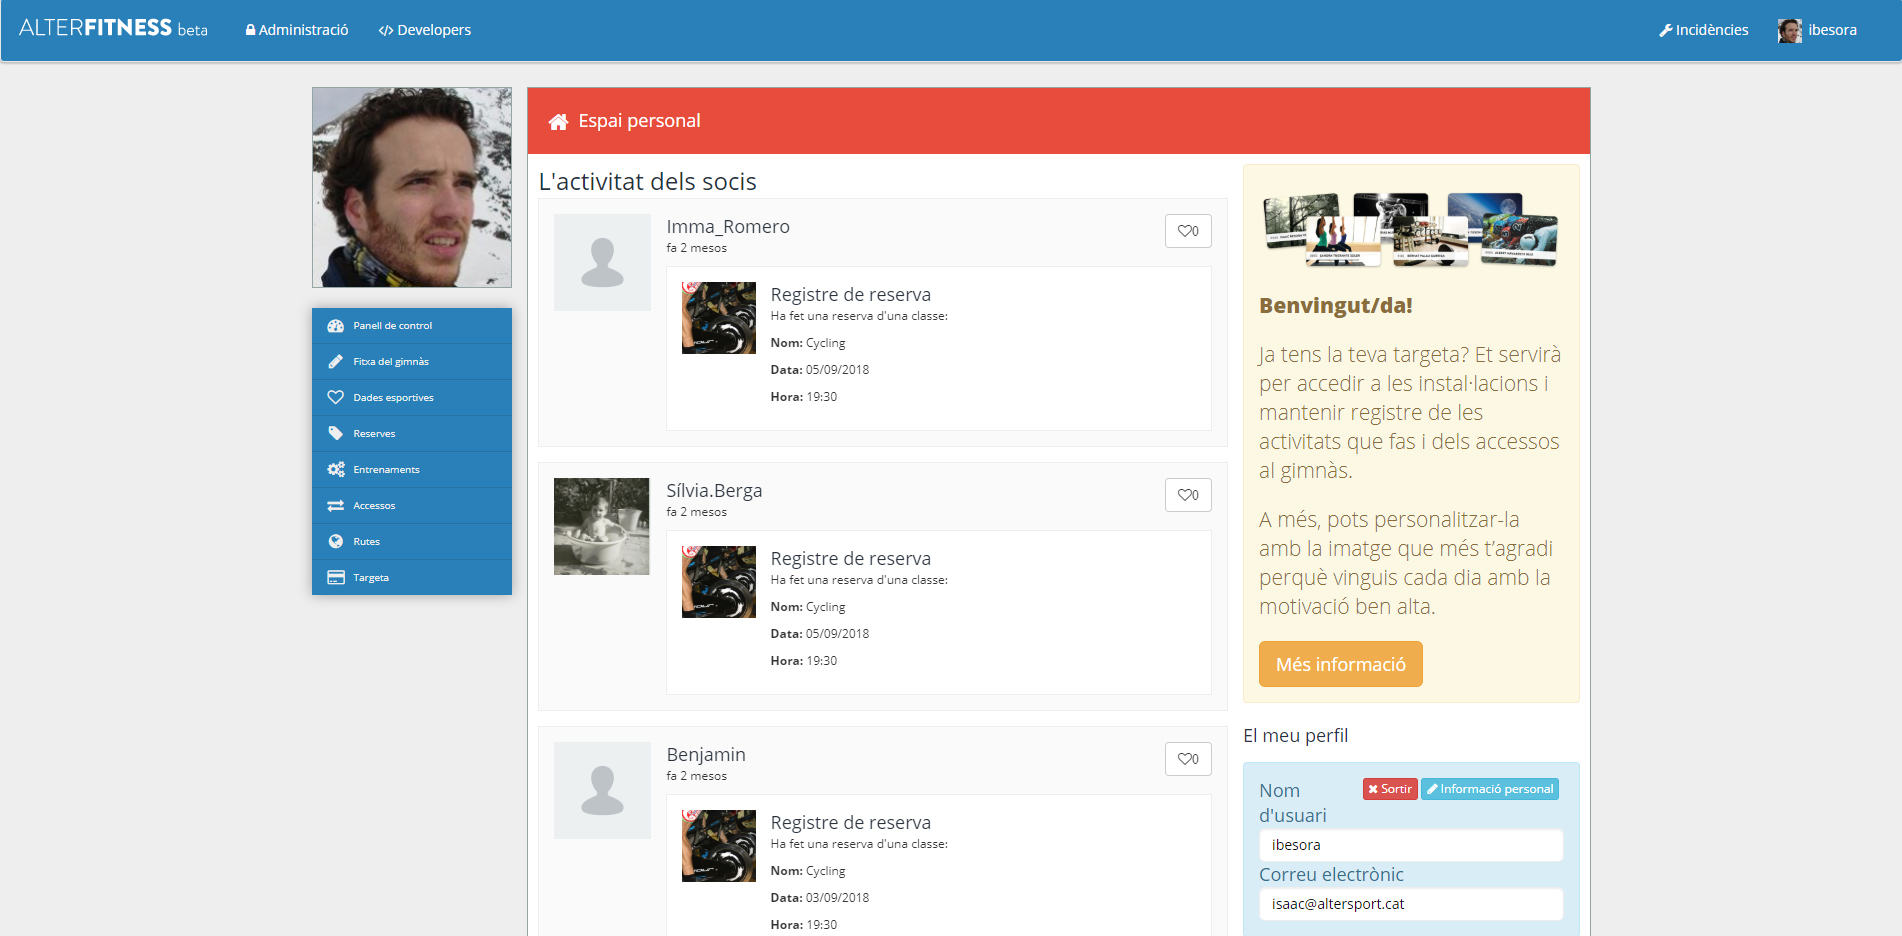 ALTERFITNESS beta
Administració
Developers
Incidències
ibesora
Panell de control
Fitxa del gimnàs
Dades esportives
Reserves
Entrenaments
Accessos
Rutes
Targeta
Espai personal
L'activitat dels socis
Imma_Romero
fa 2 mesos
0
Registre de reserva
Ha fet una reserva d'una classe:
Nom: Cycling
Data: 05/09/2018
Hora: 19:30
Sílvia.Berga
fa 2 mesos
0
Registre de reserva
Ha fet una reserva d'una classe:
Nom: Cycling
Data: 05/09/2018
Hora: 19:30
Benjamin
fa 2 mesos
0
Registre de reserva
Ha fet una reserva d'una classe:
Nom: Cycling
Data: 03/09/2018
Hora: 19:30
Benvingut/da!
Ja tens la teva targeta? Et servirà
per accedir a les instal·lacions i
mantenir registre de les
activitats que fas i dels accessos
al gimnàs.
A més, pots personalitzar-la
amb la imatge que més t’agradi
perquè vinguis cada dia amb la
motivació ben alta.
Més informació
El meu perfil
Nom
d'usuari
Sortir
Informació personal
ibesora
Correu electrònic
isaac@altersport.cat